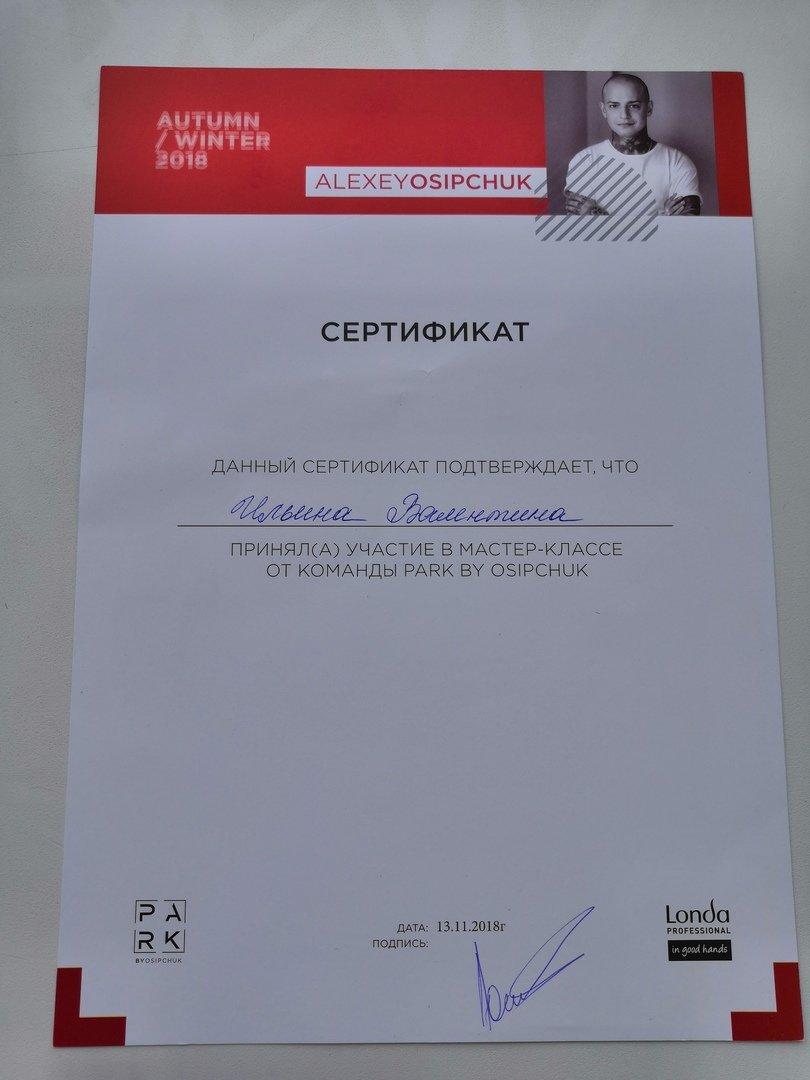 AUTUMN
/ WINTER
2018
ALEXEYOSIPCHUK
СЕРТИФИКАТ
ДАННЫЙ СЕРТИФИКАТ ПОДТВЕРЖДАЕТ, ЧТО
Ильина Валентина
ПРИНЯЛ(А) УЧАСТИЕ В МАСТЕР-КЛАССЕ
ОТ КОМАНДЫ PARK BY OSIPCHUK
PA
RK
BYOSIPCHUK
ДАТА: 13.11.2018г
ПОДПИСЬ:
Londa
PROFESSIONAL
in good hands